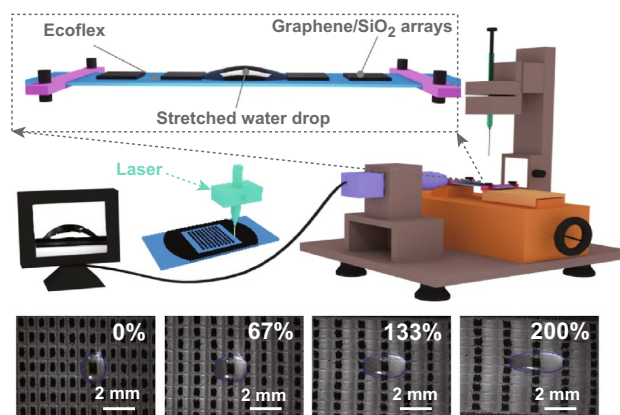 Ecoflex
Graphene/SiO₂ arrays
Stretched water drop
Laser
0%
67%
133%
200%
2 mm
2 mm
2 mm
2 mm